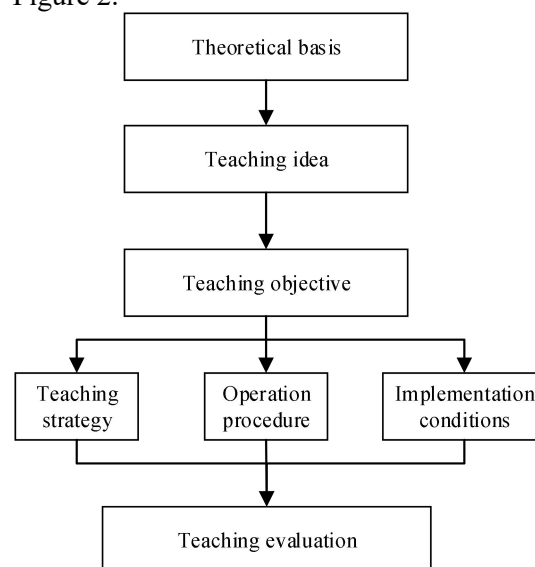 Figure 2.
Theoretical basis
Teaching idea
Teaching objective
Teaching
strategy
Operation
procedure
Implementation
conditions
Teaching evaluation